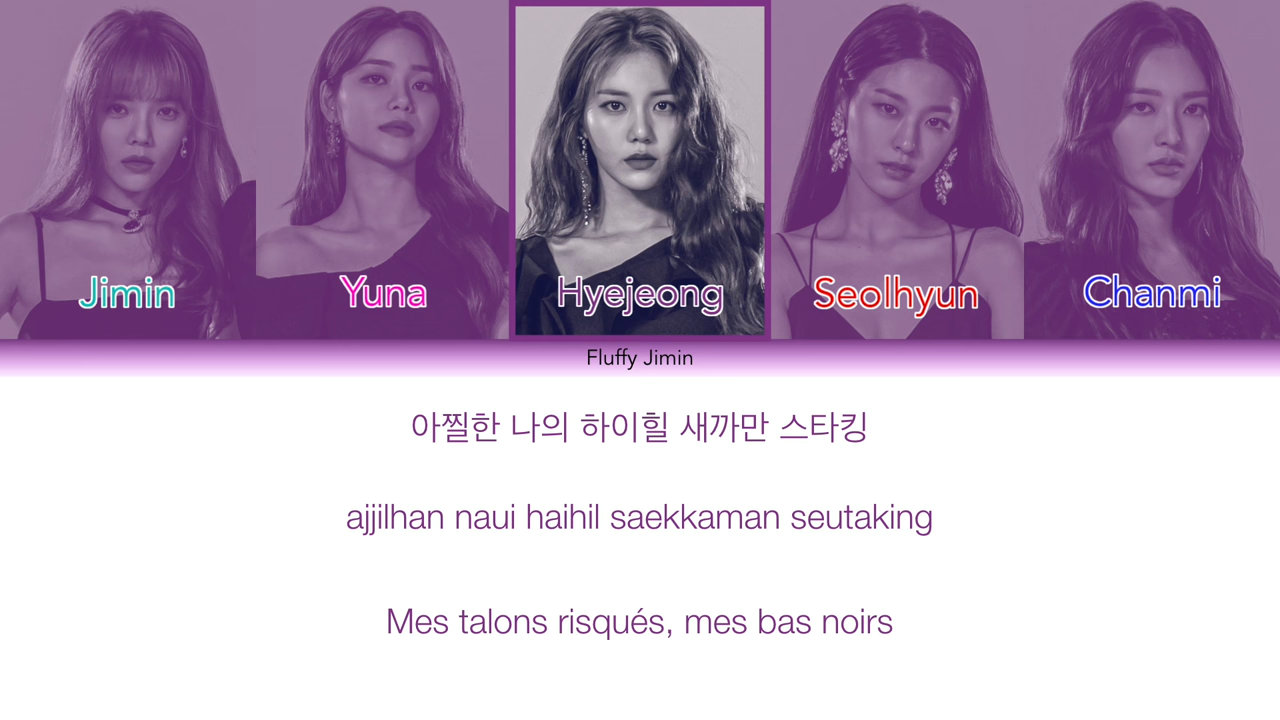 Jimin Yuna Hyejeong Seolhyun Chanmi
Fluffy Jimin
아찔한 나의 하이힐 새까만 스타킹
ajjilhan naui haihil saekkaman seutaking
Mes talons risqués, mes bas noirs